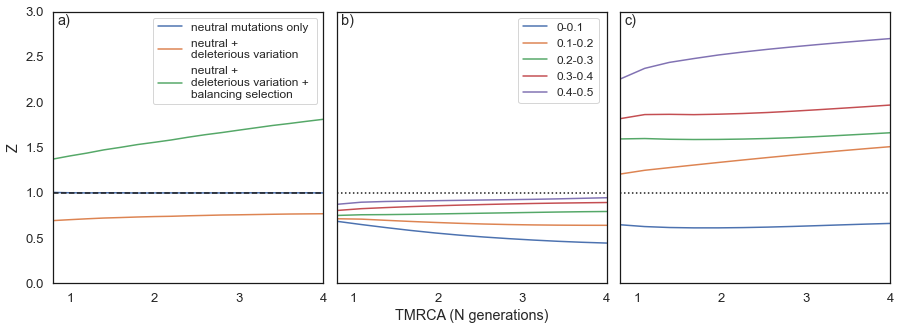 a)
neutral mutations only
neutral +
deleterious variation
neutral +
deleterious variation +
balancing selection
b)
0-0.1
0.1-0.2
0.2-0.3
0.3-0.4
0.4-0.5
c)
Z
3.0
2.5
2.0
1.5
1.0
0.5
0.0
1 2 3 4
1 2 3 4
1 2 3 4
TMRCA (N generations)